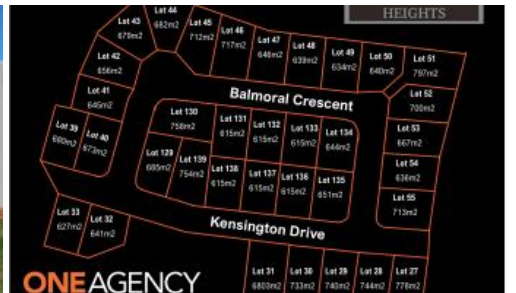 HEIGHTS
Lot 44
682m2
Lot 43
679m2
Lot 45
712m2
Lot 46
717m2
Lot 47
646m2
Lot 48
639m2
Lot 49
634m2
Lot 50
640m2
Lot 51
797m2
Lot 42
656m2
Lot 41
645m2
Lot 52
700m2
Balmoral Crescent
Lot 39
680m2
Lot 40
673m2
Lot 130
758m2
Lot 131
615m2
Lot 132
615m2
Lot 133
615m2
Lot 134
644m2
Lot 53
667m2
Lot 54
636m2
Lot 129
685m2
Lot 139
754m2
Lot 138
615m2
Lot 137
615m2
Lot 136
615m2
Lot 135
651m2
Lot 55
713m2
Lot 33
627m2
Lot 32
641m2
Kensington Drive
Lot 31
6803m2
Lot 30
733m2
Lot 29
740m2
Lot 28
744m2
Lot 27
778m2
ONE AGENCY